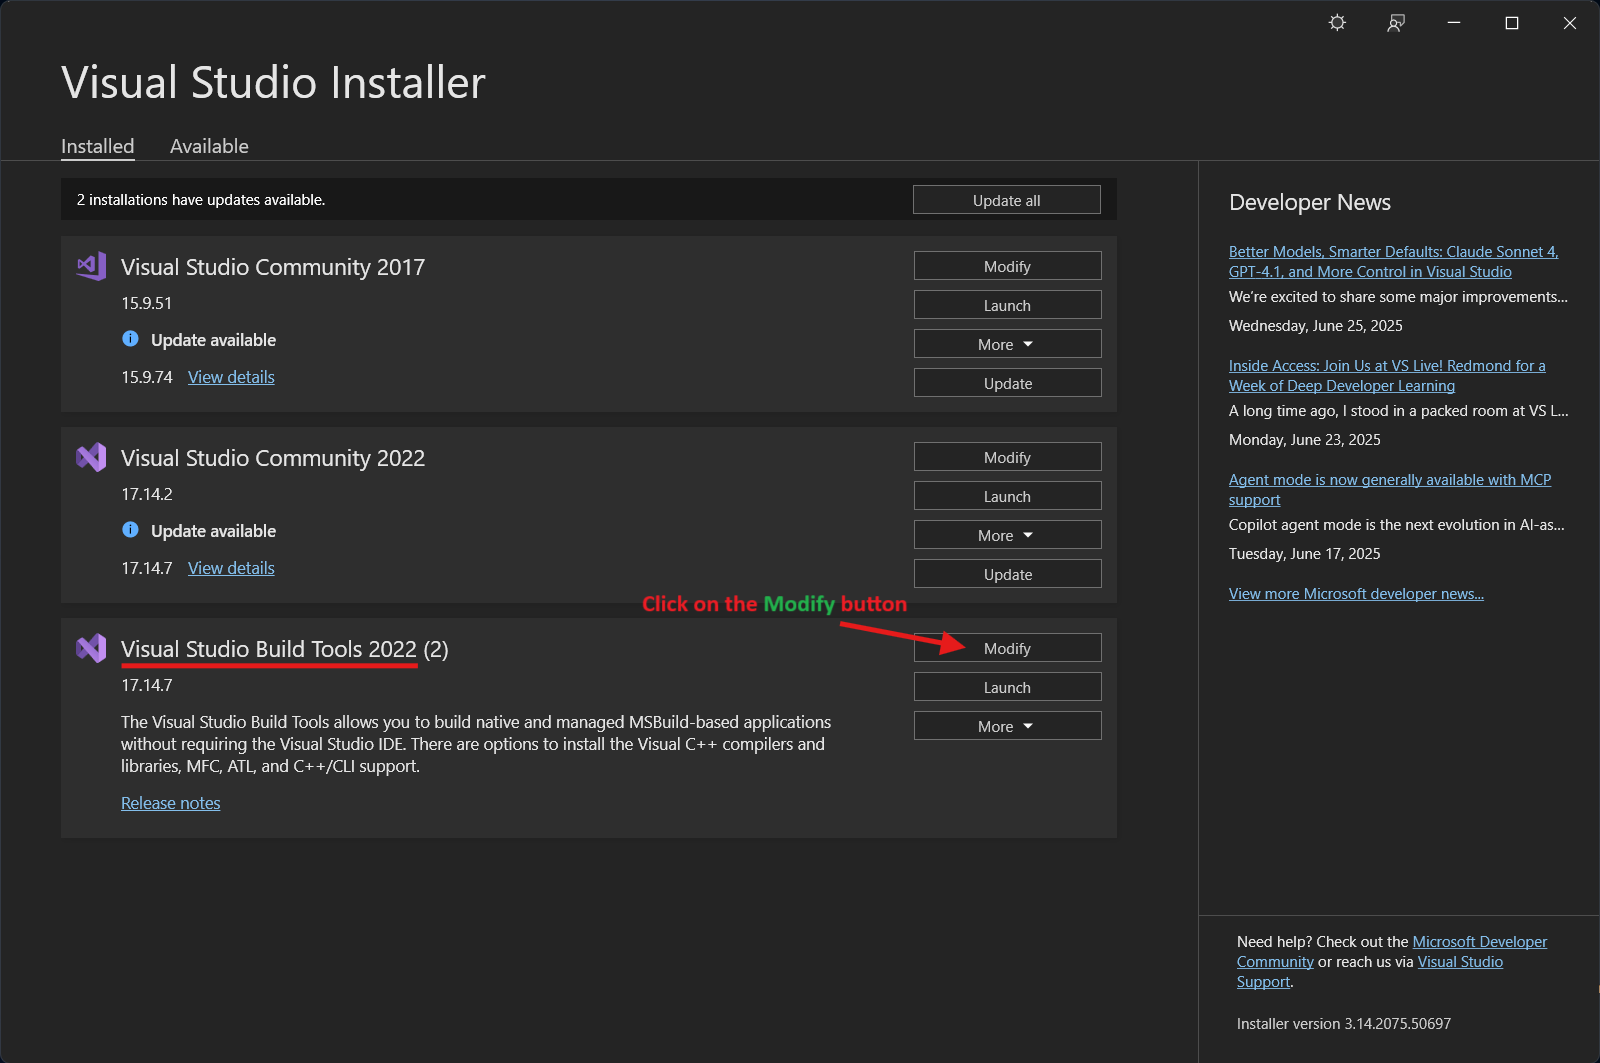 Visual Studio Installer
Installed
Available
2 installations have updates available.
Update all
Visual Studio Community 2017
15.9.51
Update available
15.9.74 View details
Modify
Launch
More
Update
Visual Studio Community 2022
17.14.2
Update available
17.14.7 View details
Modify
Launch
More
Update
Click on the Modify button
Visual Studio Build Tools 2022 (2)
17.14.7
The Visual Studio Build Tools allows you to build native and managed MSBuild-based applications
without requiring the Visual Studio IDE. There are options to install the Visual C++ compilers and
libraries, MFC, ATL, and C++/CLI support.
Release notes
Modify
Launch
More
Developer News
Better Models, Smarter Defaults: Claude Sonnet 4,
GPT-4.1, and More Control in Visual Studio
We're excited to share some major improvements...
Wednesday, June 25, 2025
Inside Access: Join Us at VS Live! Redmond for a
Week of Deep Developer Learning
A long time ago, I stood in a packed room at VS L...
Monday, June 23, 2025
Agent mode is now generally available with MCP
support
Copilot agent mode is the next evolution in AI-as...
Tuesday, June 17, 2025
View more Microsoft developer news...
Need help? Check out the Microsoft Developer
Community or reach us via Visual Studio
Support.
Installer version 3.14.2075.50697